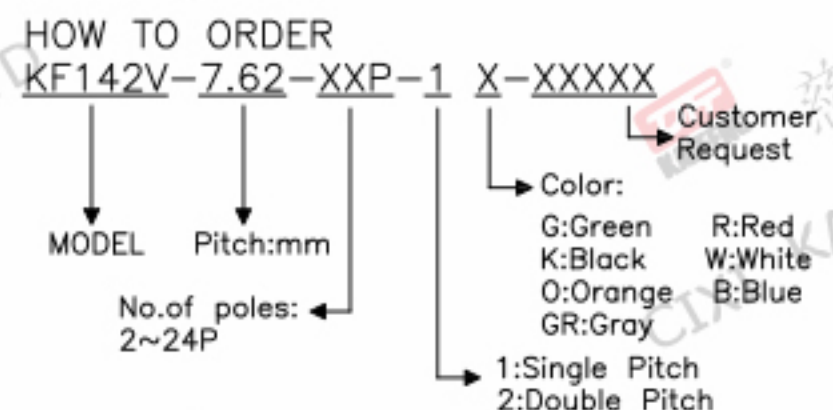 HOW TO ORDER
KF142V-7.62-XXP-1 X-XXXXX
Customer
Request
Color:
G:Green R:Red
K:Black W:White
O:Orange B:Blue
GR:Gray
MODEL Pitch:mm
No.of poles:
2~24P
1:Single Pitch
2:Double Pitch
CIXI